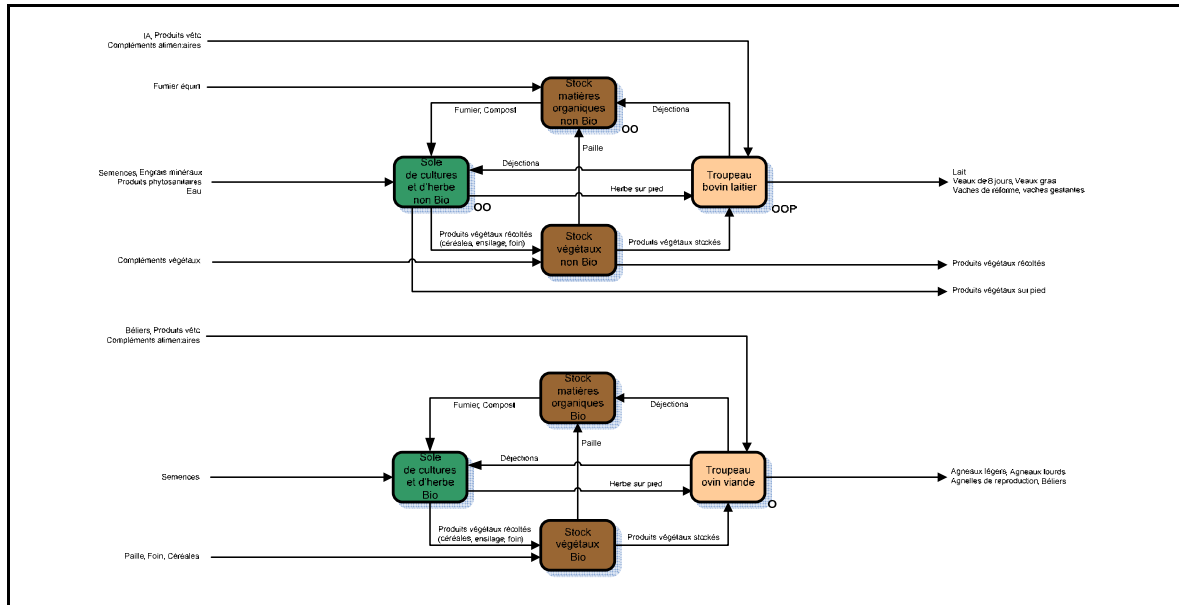 IA, Produits véto
Compléments alimentaires
Fumier équin
Stock
matières
organiques
non Bio
OO
Fumier, Compost
Déjections
Paille
Semences, Engrais minéraux
Produits phytosanitaires
Eau
Sole
de cultures
et d'herbe
non Bio
OO
Déjections
Herbe sur pied
Troupeau
bovin laitier
OOP
Lait
Veaux de 8 jours, Veaux gras
Vaches de réforme, vaches gestantes
Produits végétaux récoltés
(céréales, ensilage, foin)
Stock
végétaux
non Bio
Produits végétaux stockés
Compléments végétaux
Produits végétaux récoltés
Produits végétaux sur pied
Béliers, Produits véto
Compléments alimentaires
Stock
matières
organiques
Bio
Fumier, Compost
Déjections
Paille
Semences
Sole
de cultures
et d'herbe
Bio
Déjections
Herbe sur pied
Troupeau
ovin viande
O
Agneaux légers, Agneaux lourds
Agnelles de reproduction, Béliers
Produits végétaux récoltés
(céréales, ensilage, foin)
Stock
végétaux
Bio
Produits végétaux stockés
Paille, Foin, Céréales